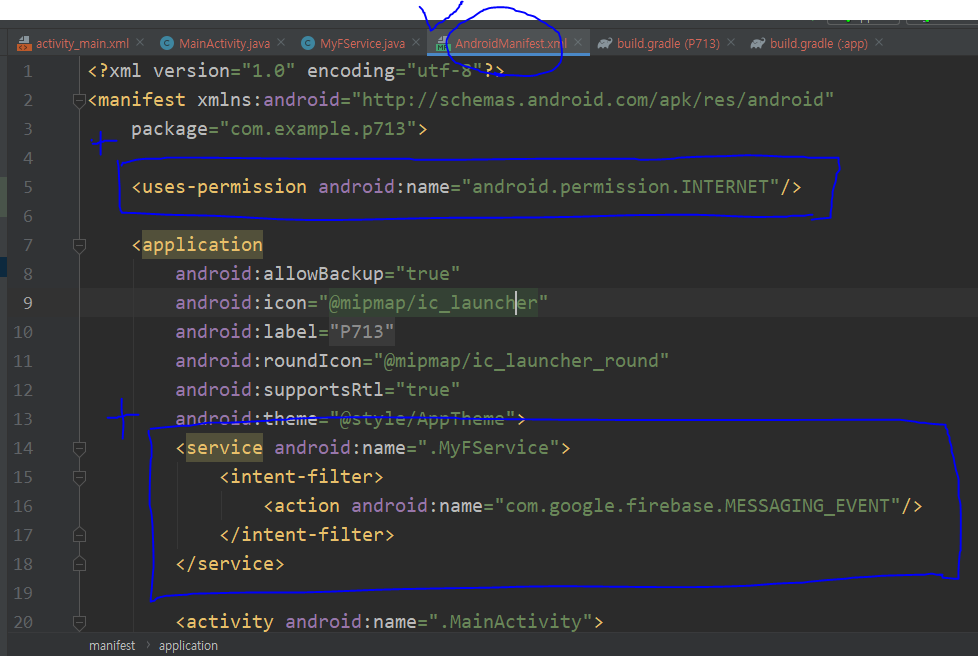 activity_main.xml MainActivity.java MyFService.java AndroidManifest.xml build.gradle (P713) build.gradle (:app)
1 <?xml version="1.0" encoding="utf-8"?>
2 <manifest xmlns:android="http://schemas.android.com/apk/res/android"
3 package="com.example.p713">
4
5 <uses-permission android:name="android.permission.INTERNET"/>
6
7 <application
8 android:allowBackup="true"
9 android:icon="@mipmap/ic_launcher"
10 android:label="P713"
11 android:roundIcon="@mipmap/ic_launcher_round"
12 android:supportsRtl="true"
13 android:theme="@style/AppTheme">
14 <service android:name=".MyFService">
15 <intent-filter>
16 <action android:name="com.google.firebase.MESSAGING_EVENT"/>
17 </intent-filter>
18 </service>
19
20 <activity android:name=".MainActivity">
manifest > application